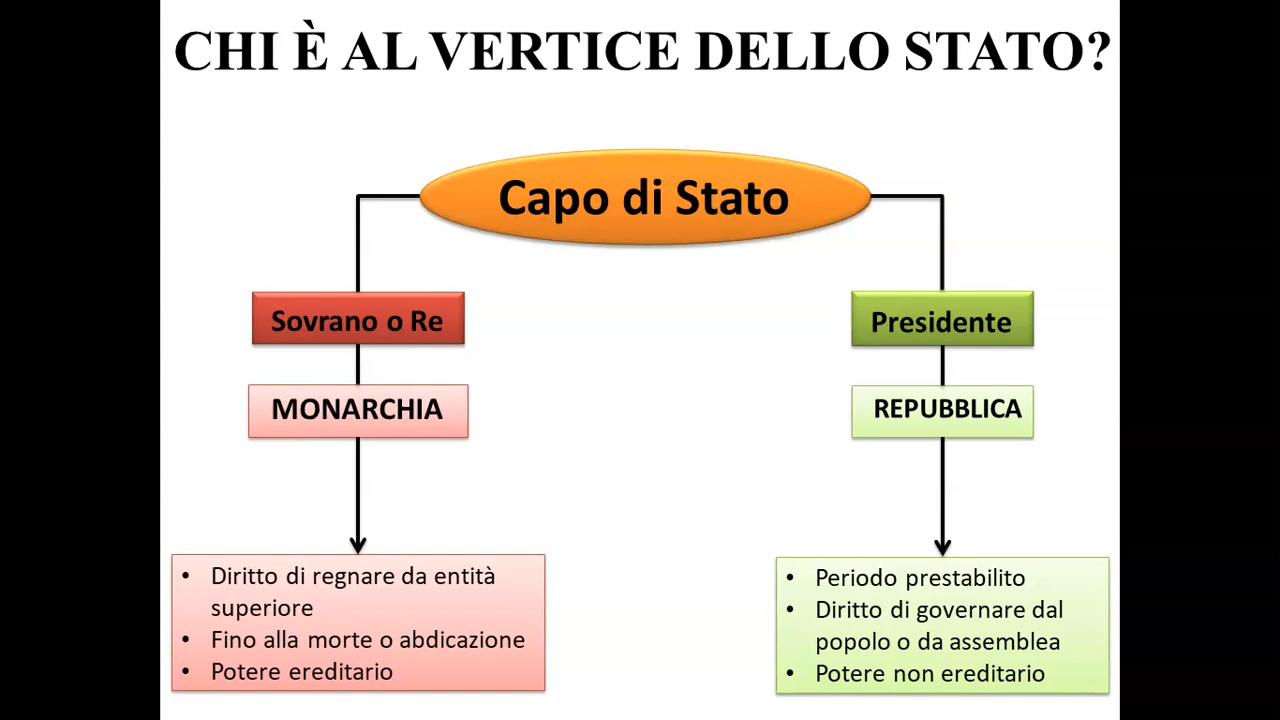 CHI È AL VERTICE DELLO STATO?
Capo di Stato
Sovrano o Re
MONARCHIA
• Diritto di regnare da entità
superiore
• Fino alla morte o abdicazione
• Potere ereditario
Presidente
REPUBBLICA
• Periodo prestabilito
• Diritto di governare dal
popolo o da assemblea
• Potere non ereditario